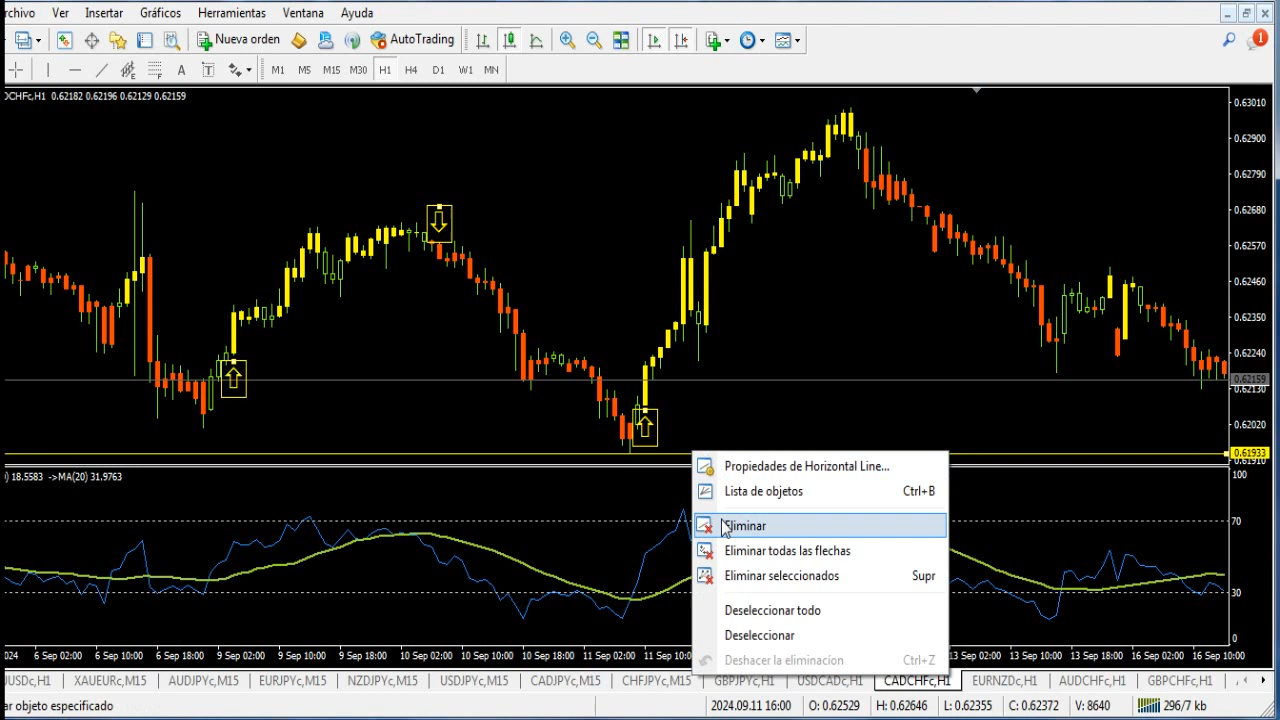 rchivo Ver Insertar Gráficos Herramientas Ventana Ayuda
Nueva orden AutoTrading 1
A T M1 M5 M15 M30 H1 H4 D1 W1 MN
DCHFc,H1 0.62182 0.62196 0.62129 0.62159
0.63010
0.62900
0.62790
0.62680
0.62570
0.62460
0.62350
0.62240
0.62159
0.62130
0.62020
0.61933
0.61910
) 18.5583 ->MA(20) 31.9763
100
70
30
0
Propiedades de Horizontal Line...
Lista de objetos Ctrl+B
Eliminar
Eliminar todas las flechas
Eliminar seleccionados Supr
Deseleccionar todo
Deseleccionar
Deshacer la eliminacion Ctrl+Z
2024 6 Sep 02:00 6 Sep 10:00 6 Sep 18:00 9 Sep 02:00 9 Sep 10:00 9 Sep 18:00 10 Sep 02:00 10 Sep 10:00 10 Sep 18:00 11 Sep 02:00 11 Sep 10:00 13 Sep 02:00 13 Sep 10:00 13 Sep 18:00 16 Sep 02:00 16 Sep 10:00
USDc,H1 XAUEURc,M15 AUDJPYc,M15 EURJPYc,M15 NZDJPYc,M15 USDJPYc,M15 CADJPYc,M15 CHFJPYc,M15 GBPJPYc,H1 USDCADc,H1 CADCHFc,H1 EURNZDc,H1 AUDCHFc,H1 GBPCHFc,H1
ar objeto especificado 2024.09.11 16:00 O: 0.62529 H: 0.62646 L: 0.62355 C: 0.62372 V: 8640 296/7 kb